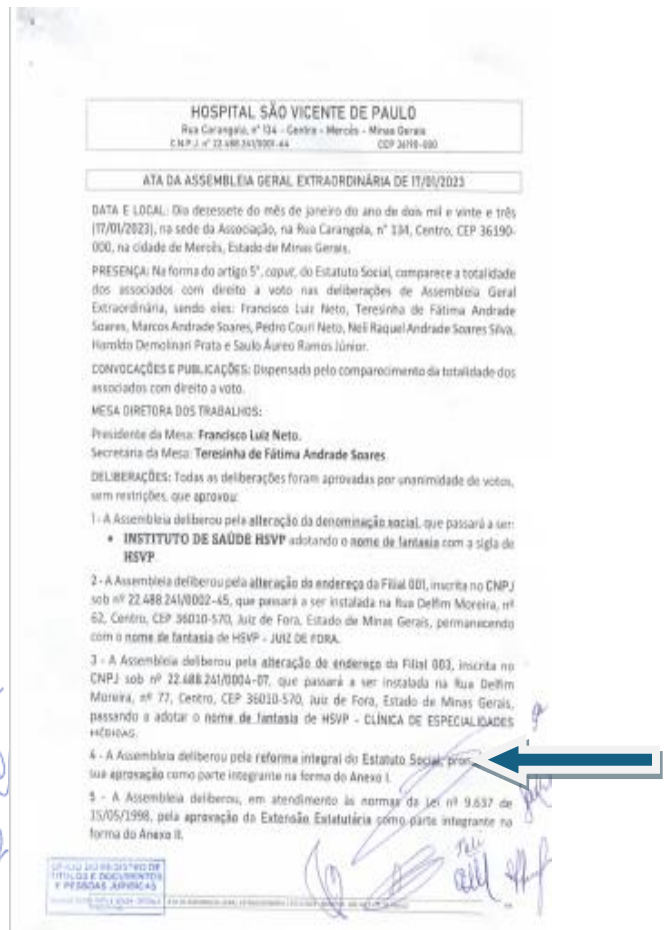 HOSPITAL SÃO VICENTE DE PAULO
Rua Carangola, nº 134 - Centro - Mercês - Minas Gerais
C.N.P.J. nº 22.488.241/0001-64 CEP 36190-000
ATA DA ASSEMBLEIA GERAL EXTRAORDINÁRIA DE 17/01/2023
DATA E LOCAL: Dia dezessete do mês de janeiro do ano de dois mil e vinte e três
(17/01/2023), na sede da Associação, na Rua Carangola, n° 134, Centro, CEP 36190-
000, na cidade de Mercês, Estado de Minas Gerais.
PRESENÇA: Na forma do artigo 5°, caput, do Estatuto Social, comparece a totalidade
dos associados com direito a voto nas deliberações de Assembleia Geral
Extraordinária, sendo eles: Francisco Luiz Neto, Teresinha de Fátima Andrade
Soares, Marcos Andrade Soares, Pedro Couri Neto, Neli Raquel Andrade Soares Silva,
Haroldo Demolinari Prata e Saulo Áureo Ramos Júnior.
CONVOCAÇÕES E PUBLICAÇÕES: Dispensada pelo comparecimento da totalidade dos
associados com direito a voto.
MESA DIRETORA DOS TRABALHOS:
Presidente da Mesa: Francisco Luiz Neto.
Secretária da Mesa: Teresinha de Fátima Andrade Soares
DELIBERAÇÕES: Todas as deliberações foram aprovadas por unanimidade de votos,
sem restrições, que aprovou:
1 - A Assembleia deliberou pela alteração da denominação social, que passará a ser:
• INSTITUTO DE SAÚDE HSVP adotando o nome de fantasia com a sigla de
HSVP
2 - A Assembleia deliberou pela alteração do endereço da Filial 001, inscrita no CNPJ
sob nº 22.488.241/0002-45, que passará a ser instalada na Rua Delfim Moreira, nº
62, Centro, CEP 36010-570, Juiz de Fora, Estado de Minas Gerais, permanecendo
com o nome de fantasia de HSVP - JUIZ DE FORA.
3 - A Assembleia deliberou pela alteração do endereço da Filial 003, inscrita no
CNPJ sob nº 22.488.241/0004-07, que passará a ser instalada na Rua Delfim
Moreira, nº 77, Centro, CEP 36010-570, Juiz de Fora, Estado de Minas Gerais,
passando a adotar o nome de fantasia de HSVP - CLÍNICA DE ESPECIALIDADES
MÉDICAS.
4 - A Assembleia deliberou pela reforma integral do Estatuto Social,
sua aprovação como parte integrante na forma do Anexo I.
5 - A Assembleia deliberou, em atendimento às normas da Lei nº 9.637 de
15/05/1998, pela aprovação da Extensão Estatutária como parte integrante na
forma do Anexo II.
OFÍCIO DO REGISTRO DE
TÍTULOS E DOCUMENTOS
E PESSOAS JURÍDICAS